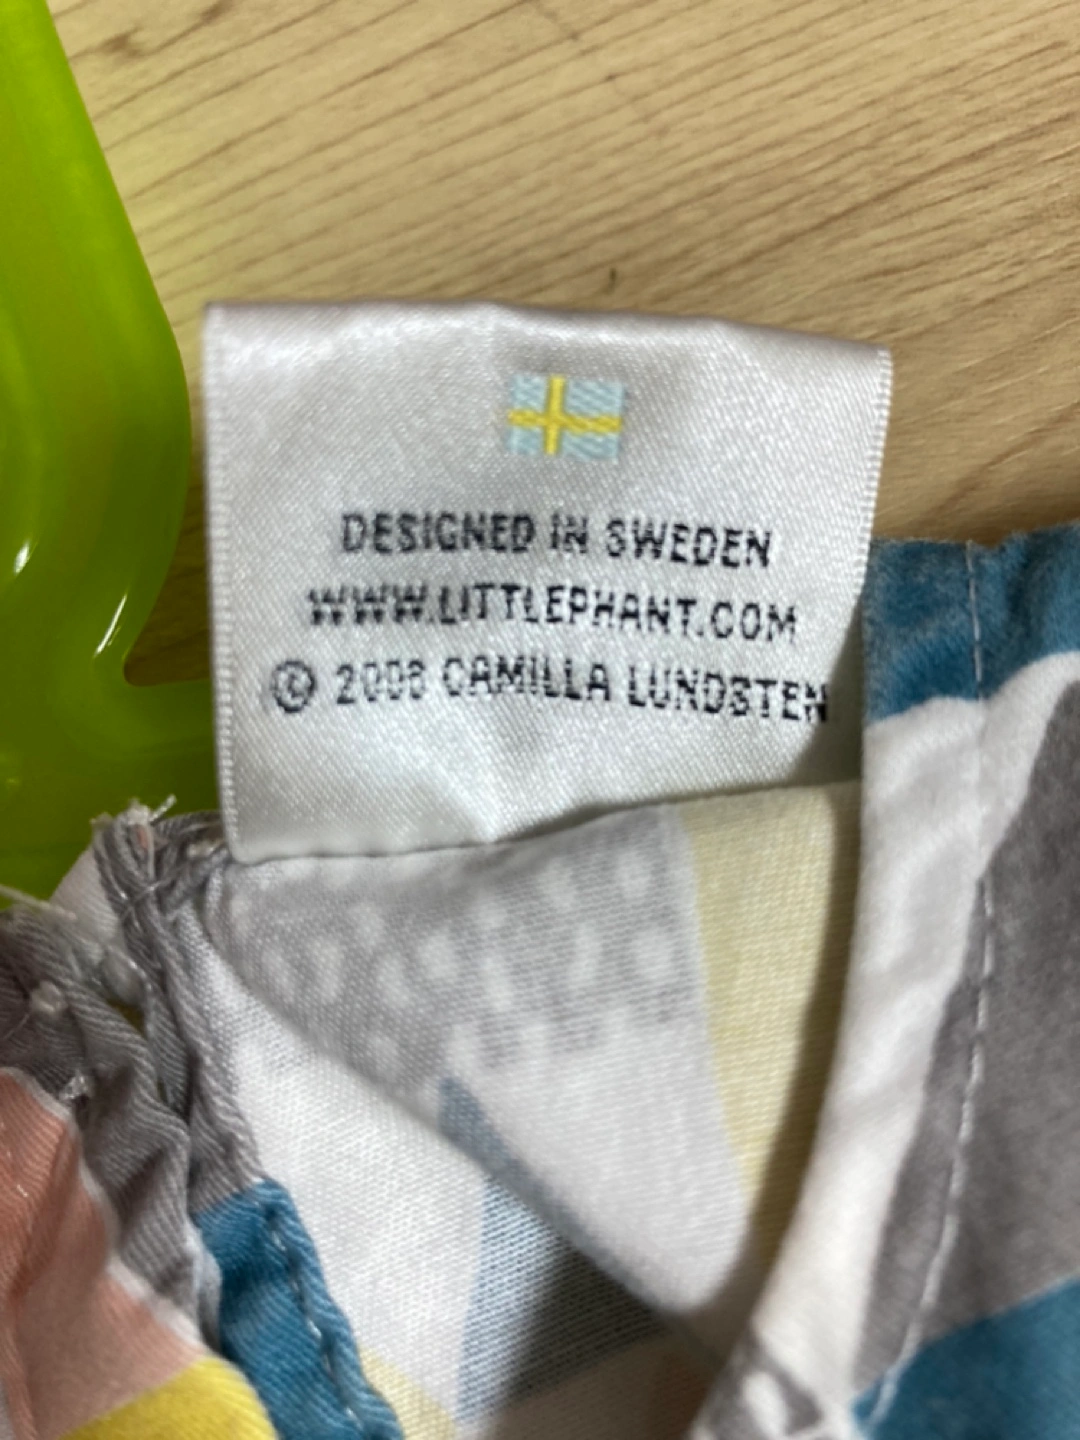 DESIGNED IN SWEDEN
WWW.LITTLEPHANT.COM
© 2008 CAMILLA LUNDSTEN